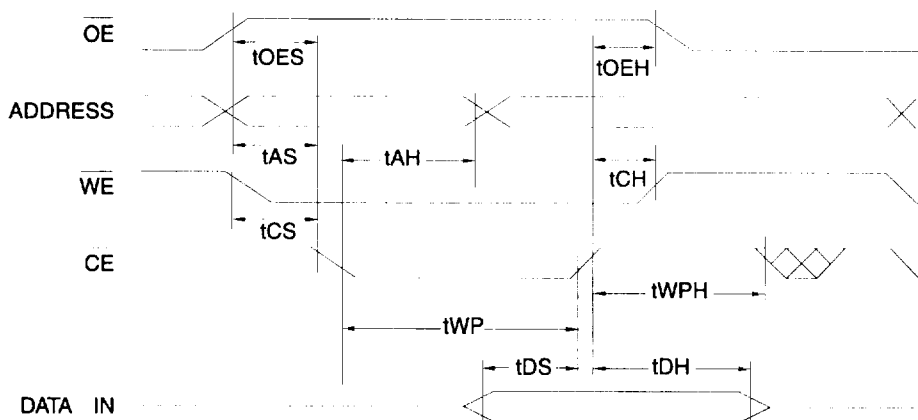 OE
tOES
tOEH
ADDRESS
tAS
tAH
WE
tCH
tCS
CE
tWPH
tWP
tDS
tDH
DATA IN